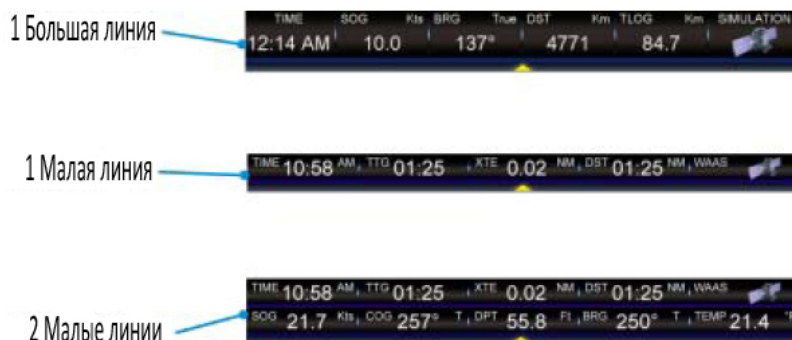 TIME SOG Kts BRG True DST Km TLOG Km SIMULATION
1 Большая линия
12:14 AM 10.0 137° 4771 84.7
1 Малая линия
TIME 10:58 AM TTG 01:25 XTE 0.02 NM DST 01:25 NM WAAS
TIME 10:58 AM TTG 01:25 XTE 0.02 NM DST 01:25 NM WAAS
2 Малые линии
SOG 21.7 Kts COG 257° T DPT 55.8 Ft BRG 250° T TEMP 21.4